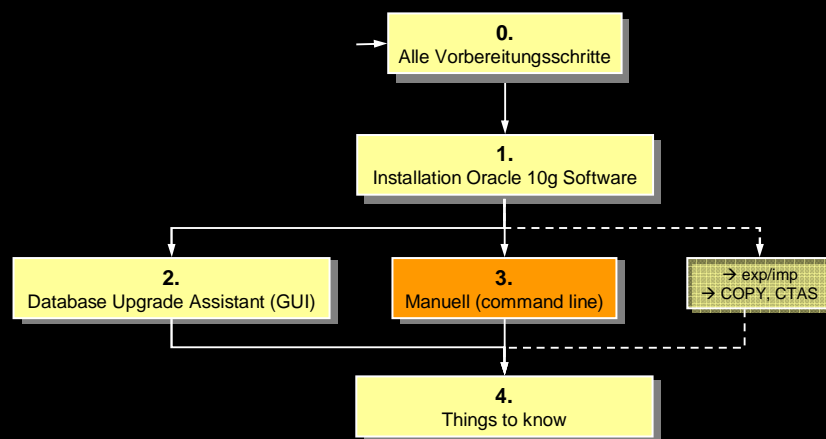 0.
Alle Vorbereitungsschritte
1.
Installation Oracle 10g Software
2.
Database Upgrade Assistant (GUI)
3.
Manuell (command line)
→ exp/imp
→ COPY, CTAS
4.
Things to know